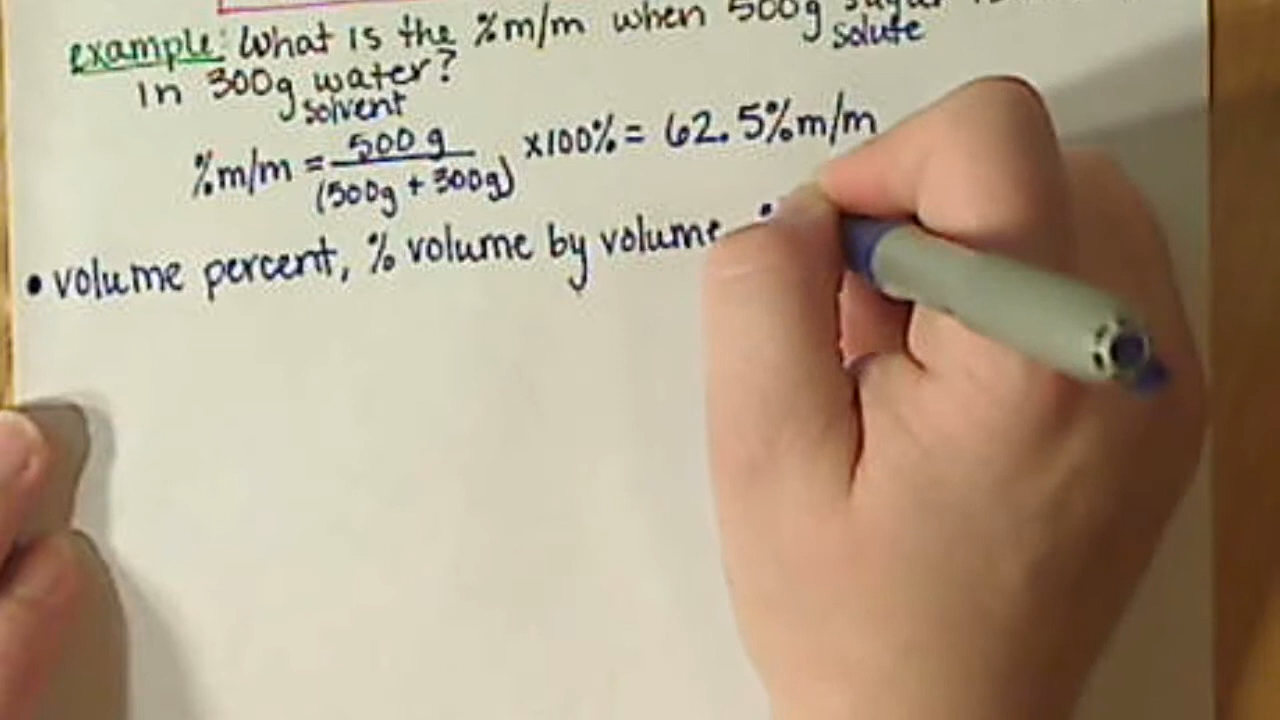 example: What is the %m/m when 500g sugar
solute
in 300g water?
solvent
%m/m = 500g x100% = 62.5%m/m
(500g + 300g)
• volume percent, % volume by volume